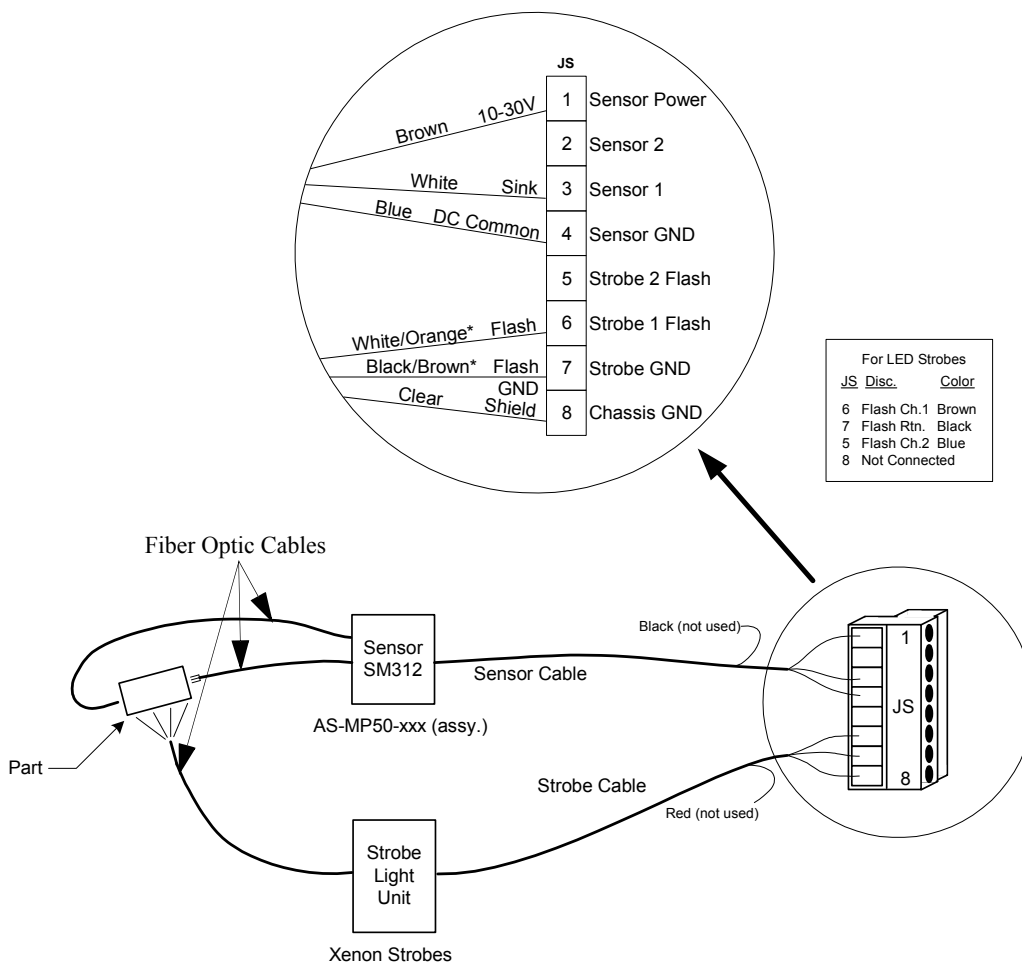 JS
Brown 10-30V 1 Sensor Power
2 Sensor 2
White Sink 3 Sensor 1
Blue DC Common 4 Sensor GND
5 Strobe 2 Flash
White/Orange* Flash 6 Strobe 1 Flash
Black/Brown* Flash 7 Strobe GND
GND
Clear Shield 8 Chassis GND
For LED Strobes
JS Disc. Color
6 Flash Ch.1 Brown
7 Flash Rtn. Black
5 Flash Ch.2 Blue
8 Not Connected
Fiber Optic Cables
Sensor
SM312
AS-MP50-xxx (assy.)
Sensor Cable
Black (not used)
1
JS
8
Part
Strobe Cable
Red (not used)
Strobe
Light
Unit
Xenon Strobes